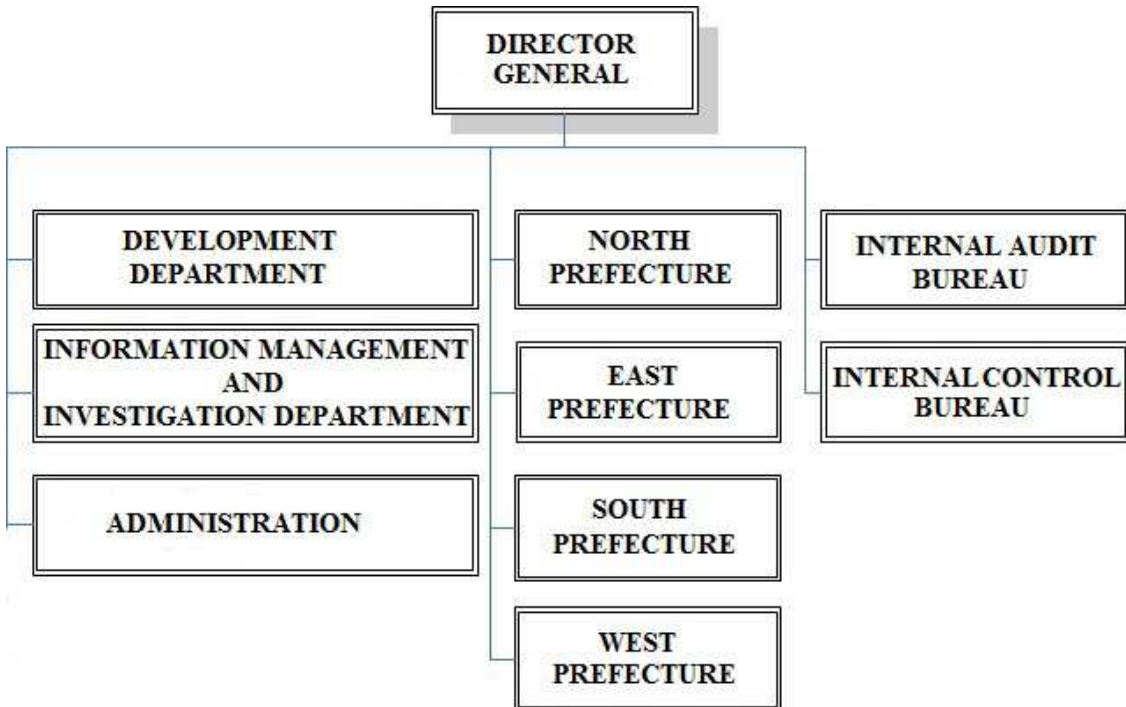 DIRECTOR
GENERAL
DEVELOPMENT
DEPARTMENT
INFORMATION MANAGEMENT
AND
INVESTIGATION DEPARTMENT
ADMINISTRATION
NORTH
PREFECTURE
EAST
PREFECTURE
SOUTH
PREFECTURE
WEST
PREFECTURE
INTERNAL AUDIT
BUREAU
INTERNAL CONTROL
BUREAU